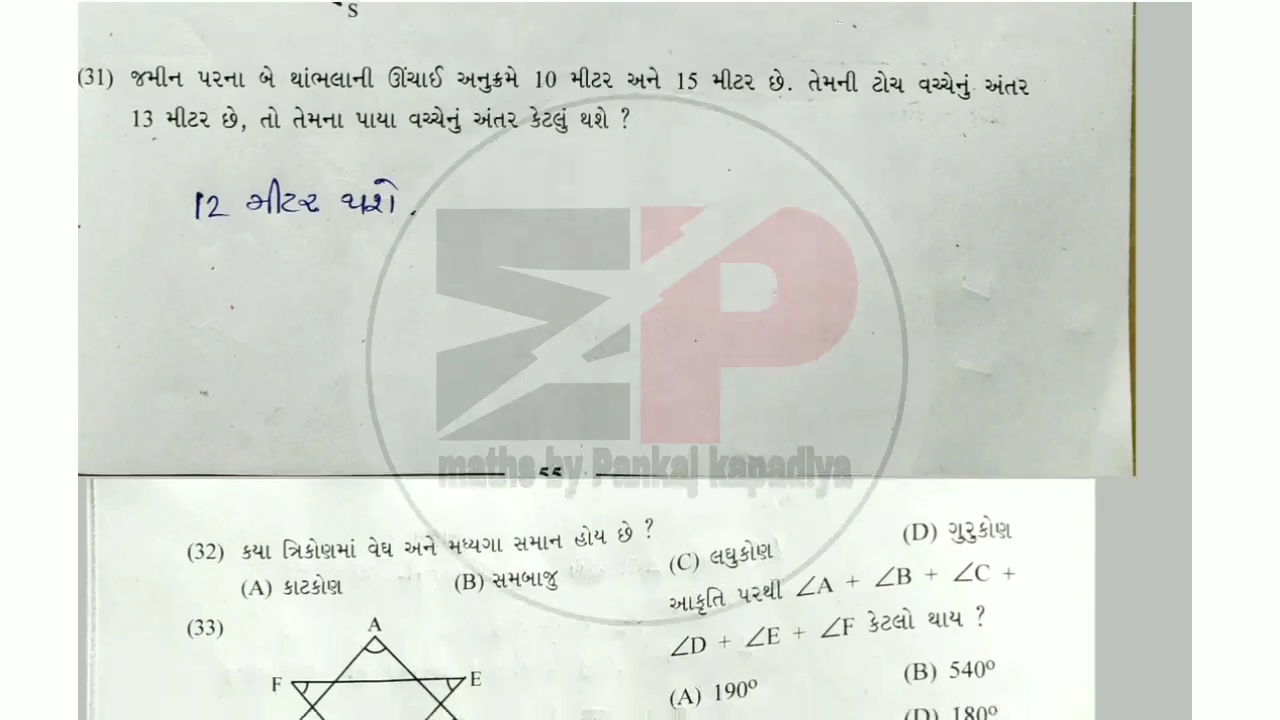 S
(31) જમીન પરના બે થાંભલાની ઊંચાઈ અનુક્રમે 10 મીટર અને 15 મીટર છે. તેમની ટોચ વચ્ચેનું અંતર
13 મીટર છે, તો તેમના પાયા વચ્ચેનું અંતર કેટલું થશે ?
12 મીટર થશે.
maths by Pankaj kapadiya
(32) કયા ત્રિકોણમાં વેધ અને મધ્યગા સમાન હોય છે ?
(A) કાટકોણ (B) સમબાજુ (C) લઘુકોણ (D) ગુરુકોણ
(33) આકૃતિ પરથી ∠A + ∠B + ∠C +
∠D + ∠E + ∠F કેટલો થાય ?
A
F E
(A) 190° (B) 540°
(D) 180°